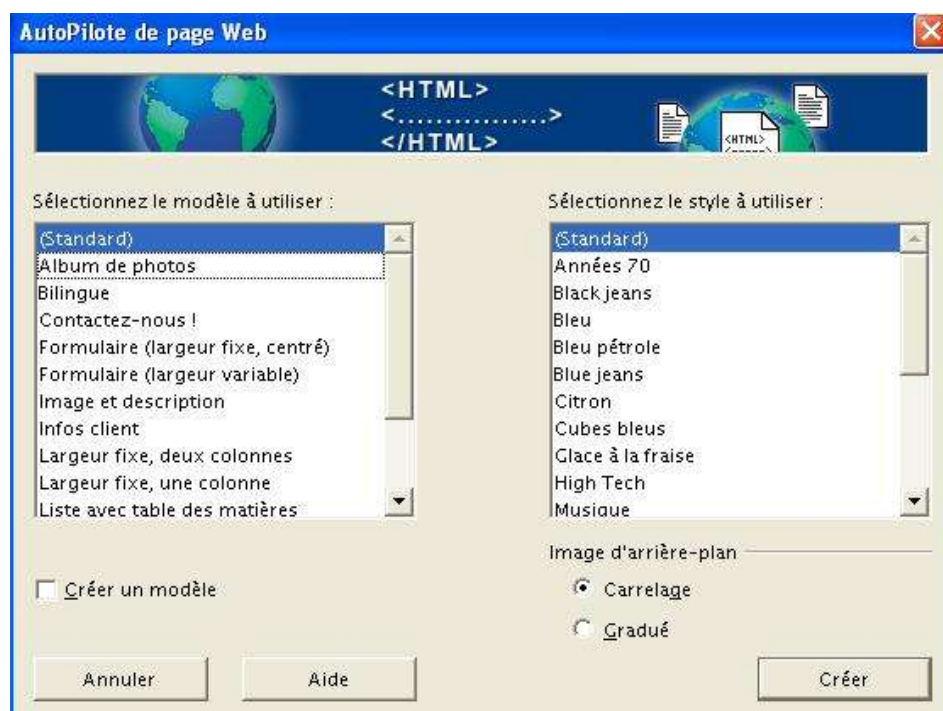 AutoPilote de page Web
<HTML>
<...............>
</HTML>
<HTML>
Sélectionnez le modèle à utiliser :
(Standard)
Album de photos
Bilingue
Contactez-nous !
Formulaire (largeur fixe, centré)
Formulaire (largeur variable)
Image et description
Infos client
Largeur fixe, deux colonnes
Largeur fixe, une colonne
Liste avec table des matières
Créer un modèle
Sélectionnez le style à utiliser :
(Standard)
Années 70
Black jeans
Bleu
Bleu pétrole
Blue jeans
Citron
Cubes bleus
Glace à la fraise
High Tech
Musique
Image d'arrière-plan
Carrelage
Gradué
Annuler
Aide
Créer